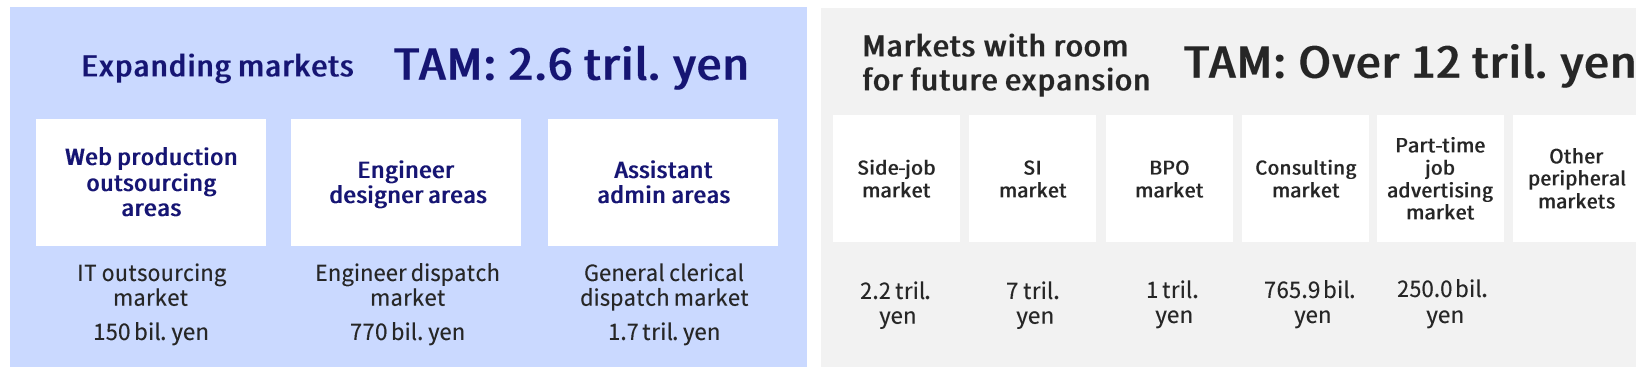 Expanding markets
TAM: 2.6 tril. yen
Web production
outsourcing
areas
Engineer
designer areas
Assistant
admin areas
IT outsourcing
market
150 bil. yen
Engineer dispatch
market
770 bil. yen
General clerical
dispatch market
1.7 tril. yen
Markets with room
for future expansion
TAM: Over 12 tril. yen
Side-job
market
SI
market
BPO
market
Consulting
market
Part-time
job
advertising
market
Other
peripheral
markets
2.2 tril.
yen
7 tril.
yen
1 tril.
yen
765.9 bil.
yen
250.0 bil.
yen